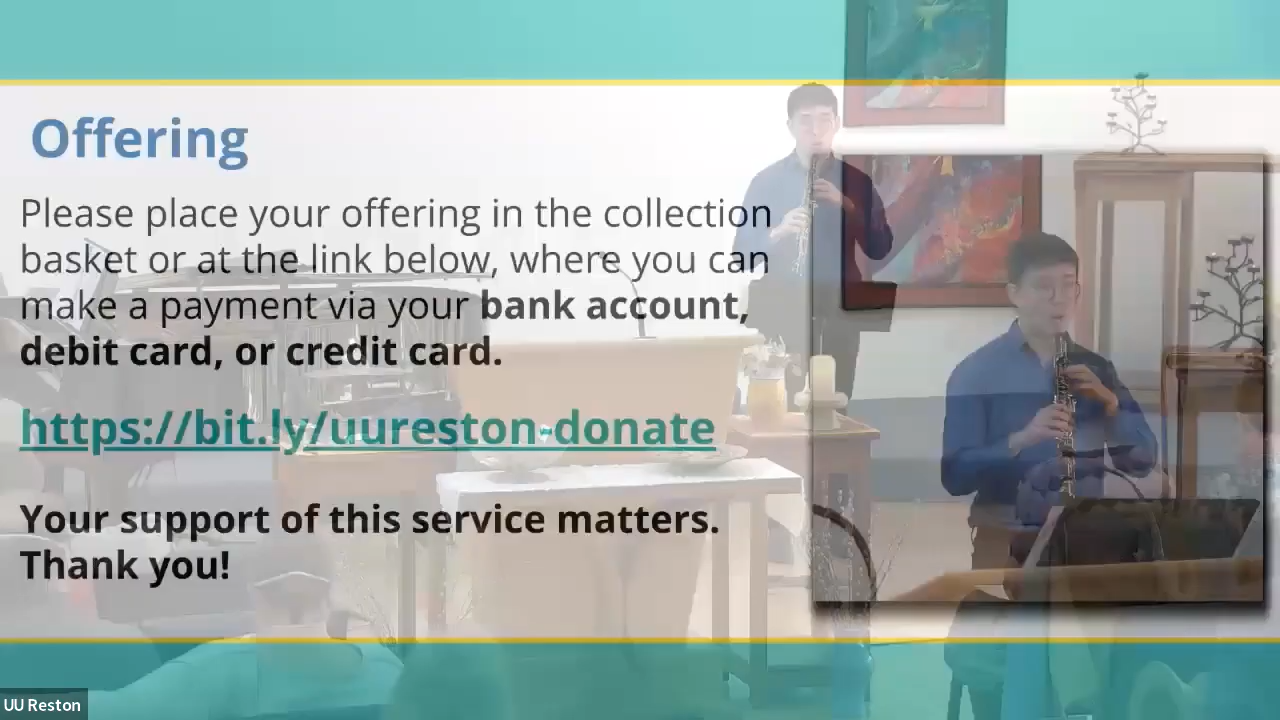 Offering
Please place your offering in the collection
basket or at the link below, where you can
make a payment via your bank account,
debit card, or credit card.
https://bit.ly/uureston-donate
Your support of this service matters.
Thank you!
UU Reston